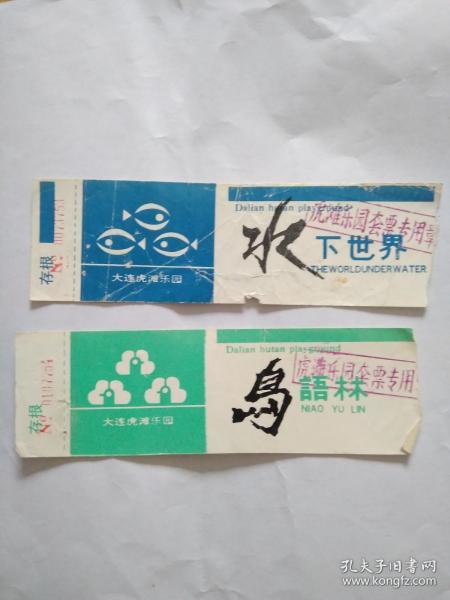 存根
大连虎滩乐园
Dalian hutan playground
虎滩乐园套票专用章
水下世界
THEWORLDUNDERWATER
存根
大连虎滩乐园
Dalian hutan playground
虎滩乐园套票专用
鸟語林
NIAO YU LIN
孔夫子旧书网
www.kongfz.com